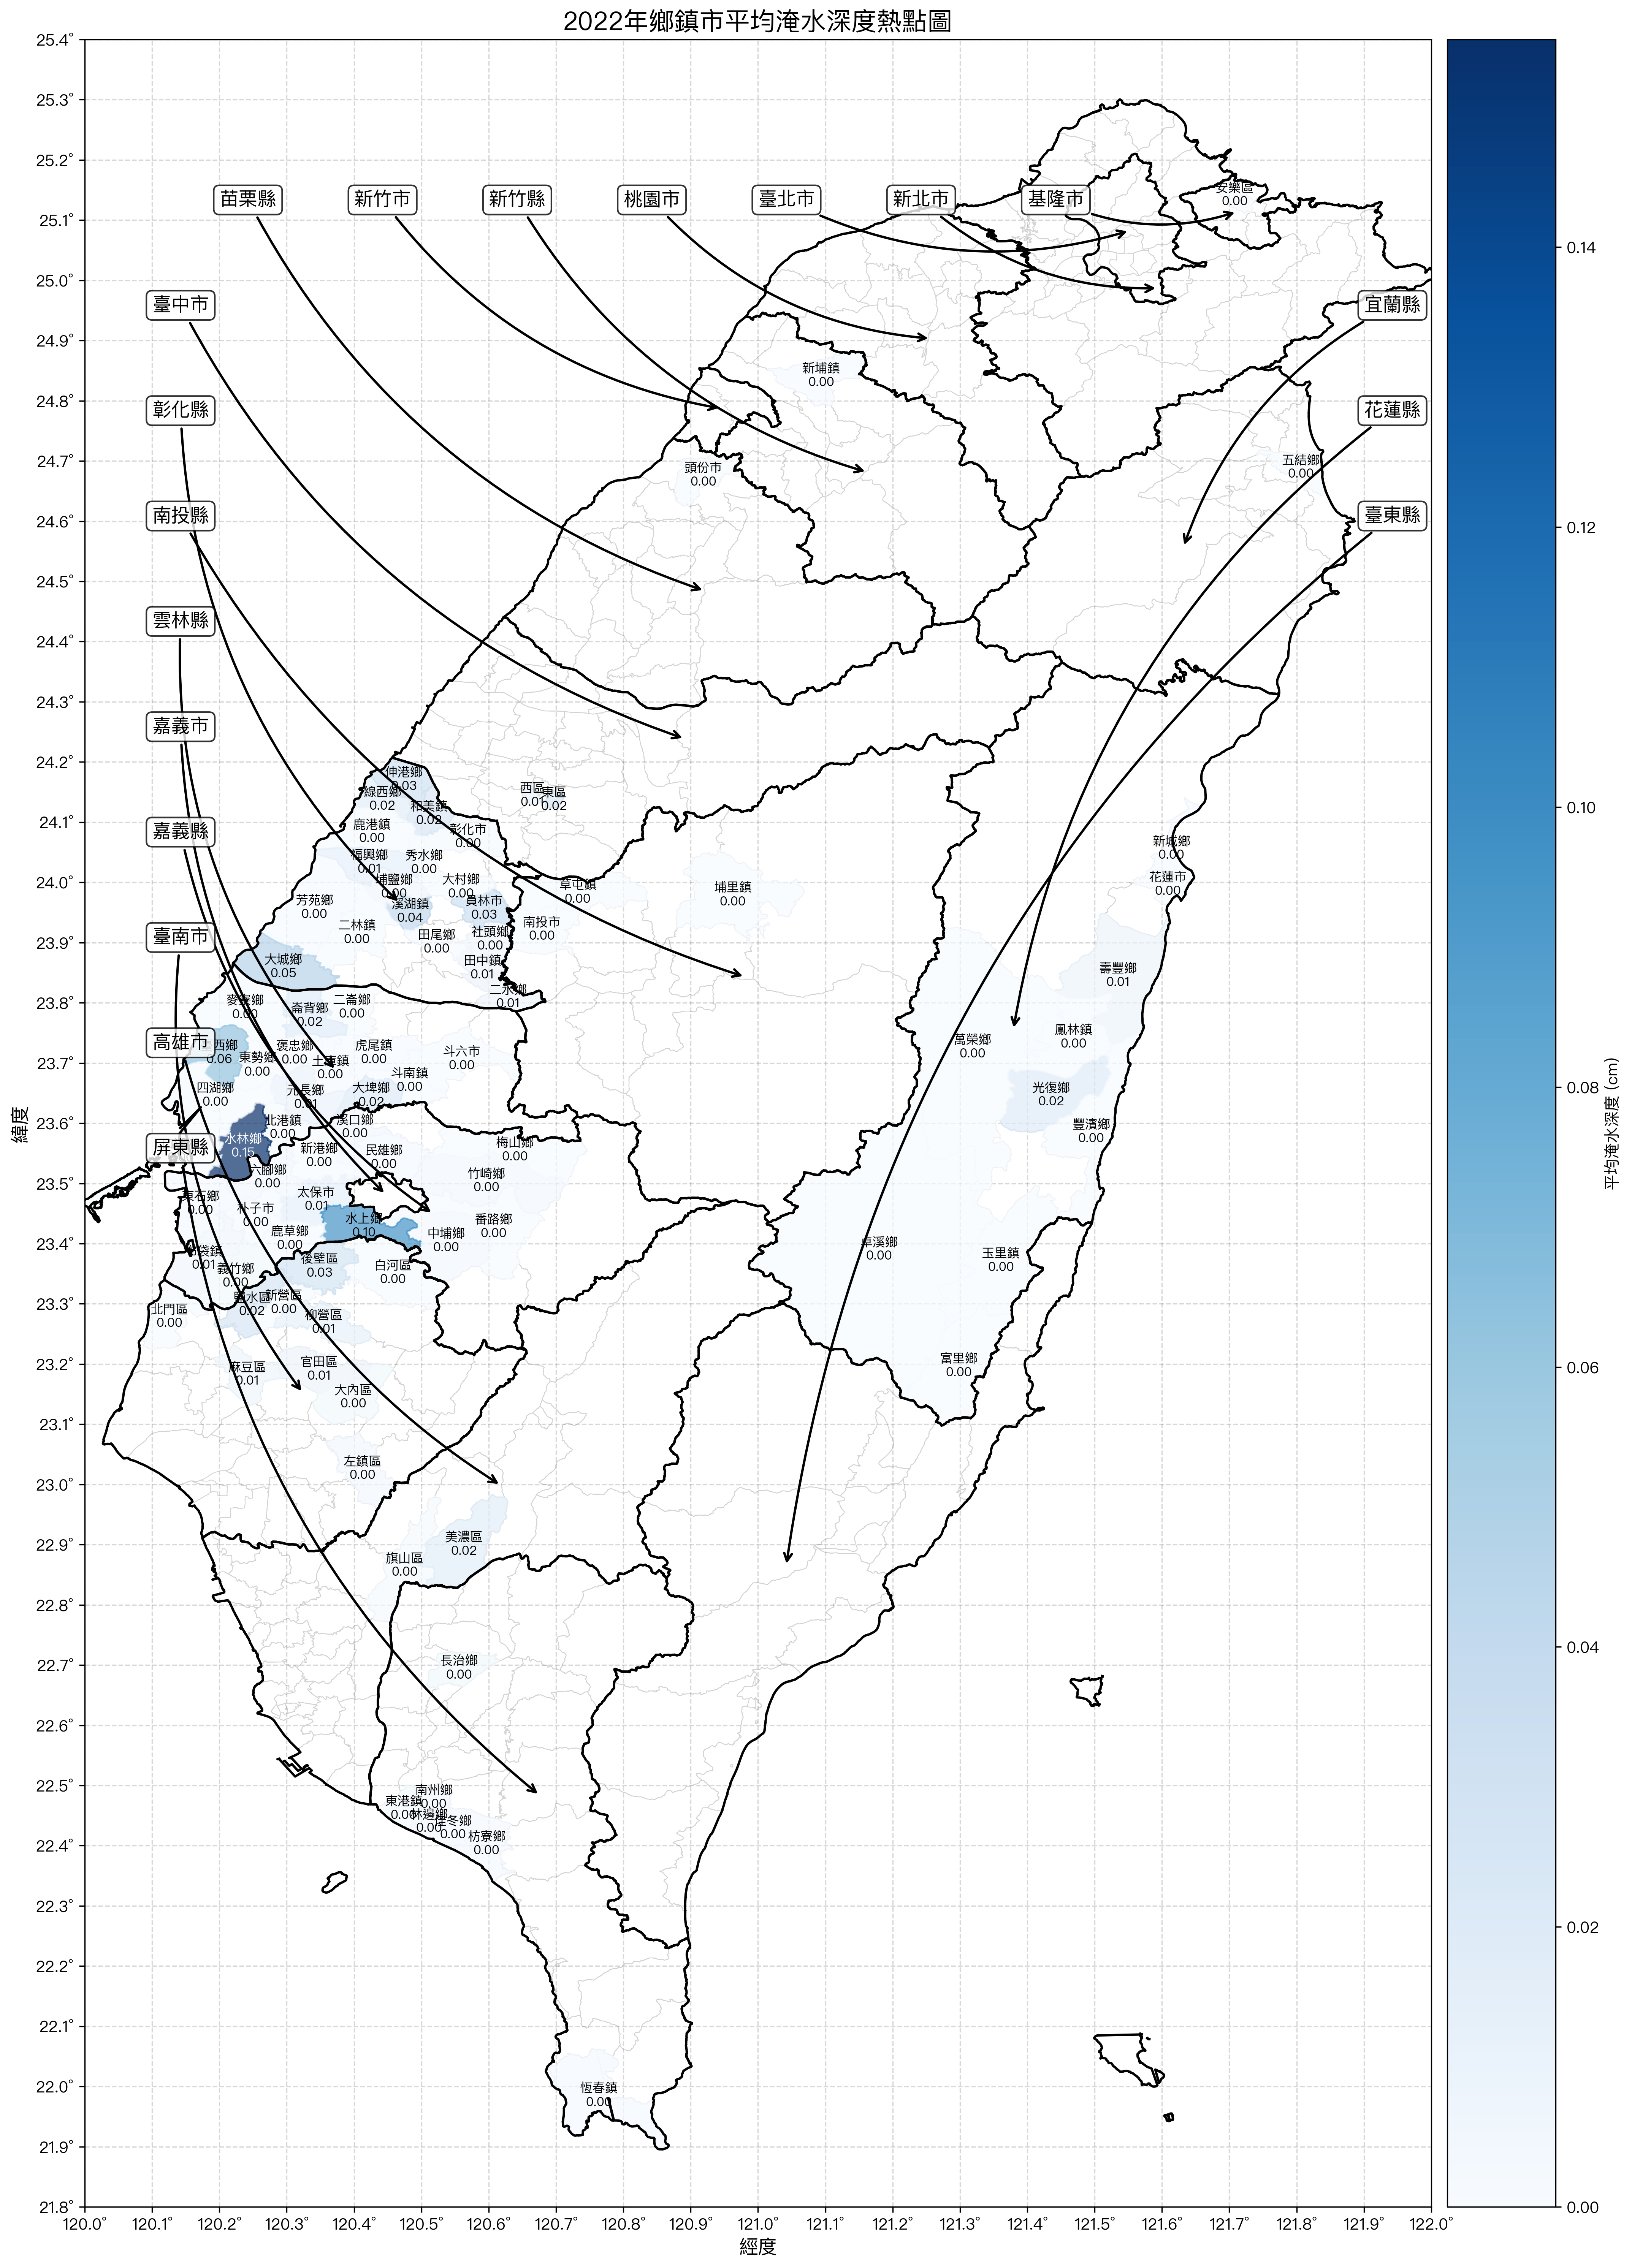 2022年鄉鎮市平均淹水深度熱點圖
25.4°
25.3°
25.2°
25.1°
25.0°
24.9°
24.8°
24.7°
24.6°
24.5°
24.4°
24.3°
24.2°
24.1°
24.0°
23.9°
23.8°
23.7°
23.6°
23.5°
23.4°
23.3°
23.2°
23.1°
23.0°
22.9°
22.8°
22.7°
22.6°
22.5°
22.4°
22.3°
22.2°
22.1°
22.0°
21.9°
21.8°
緯度
苗栗縣
新竹市
新竹縣
桃園市
臺北市
新北市
基隆市
臺中市
彰化縣
南投縣
雲林縣
嘉義市
嘉義縣
臺南市
高雄市
屏東縣
宜蘭縣
花蓮縣
臺東縣
安樂區
0.00
新埔鎮
0.00
頭份市
0.00
五結鄉
0.00
伸港鄉
0.03
線西鄉
0.02
和美鎮
0.02
西區
0.01
東區
0.02
鹿港鎮
0.00
彰化市
0.00
福興鄉
0.01
秀水鄉
0.00
埔鹽鄉
0.00
大村鄉
0.00
草屯鎮
0.00
埔里鎮
0.00
新城鄉
0.00
花蓮市
0.00
芳苑鄉
0.00
溪湖鎮
0.04
員林市
0.03
二林鎮
0.00
田尾鄉
0.00
社頭鄉
0.00
南投市
0.00
大城鄉
0.05
田中鎮
0.01
二水鄉
0.01
壽豐鄉
0.01
麥寮鄉
0.00
崙背鄉
0.02
二崙鄉
0.00
西鄉
0.06
東勢鄉
0.00
褒忠鄉
0.00
土庫鎮
0.00
虎尾鎮
0.00
斗六市
0.00
萬榮鄉
0.00
鳳林鎮
0.00
四湖鄉
0.00
元長鄉
0.01
大埤鄉
0.02
斗南鎮
0.00
光復鄉
0.02
水林鄉
0.15
北港鎮
0.00
溪口鄉
0.00
豐濱鄉
0.00
六腳鄉
0.00
新港鄉
0.00
民雄鄉
0.00
梅山鄉
0.00
竹崎鄉
0.00
東石鄉
0.00
朴子市
0.00
太保市
0.01
鹿草鄉
0.00
水上鄉
0.10
中埔鄉
0.00
番路鄉
0.00
卓溪鄉
0.00
玉里鎮
0.00
袋鎮
0.01
義竹鄉
0.00
後壁區
0.03
白河區
0.00
北門區
0.00
鹽水區
0.02
新營區
0.00
柳營區
0.01
麻豆區
0.01
官田區
0.01
大內區
0.00
富里鄉
0.00
左鎮區
0.00
美濃區
0.02
旗山區
0.00
長治鄉
0.00
南州鄉
0.00
東港鎮
0.00
林邊鄉
0.00
佳冬鄉
0.00
枋寮鄉
0.00
恆春鎮
0.00
120.0°
120.1°
120.2°
120.3°
120.4°
120.5°
120.6°
120.7°
120.8°
120.9°
121.0°
121.1°
121.2°
121.3°
121.4°
121.5°
121.6°
121.7°
121.8°
121.9°
122.0°
經度
0.14
0.12
0.10
0.08
0.06
0.04
0.02
0.00
平均淹水深度 (cm)